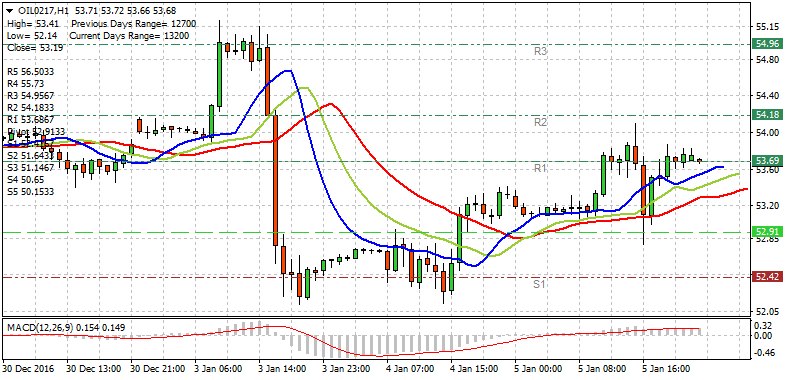 OIL0217,H1 53.71 53.72 53.66 53.68
High= 53.41 Previous Days Range= 12700
Low= 52.14 Current Days Range= 13200
Close= 53.19
R5 56.5033
R4 55.73
R3 54.9567
R2 54.1833
R1 53.6867
Pivot 52.9133
S2 51.6433
S3 51.1467
S4 50.65
S5 50.1533
R3
R2
R1
S1
55.15
54.96
54.80
54.40
54.18
54.00
53.69
53.60
53.20
52.91
52.85
52.42
52.05
MACD(12,26,9) 0.154 0.149
0.32
0.00
-0.46
30 Dec 2016
30 Dec 13:00
30 Dec 21:00
3 Jan 06:00
3 Jan 14:00
3 Jan 23:00
4 Jan 07:00
4 Jan 15:00
5 Jan 00:00
5 Jan 08:00
5 Jan 16:00